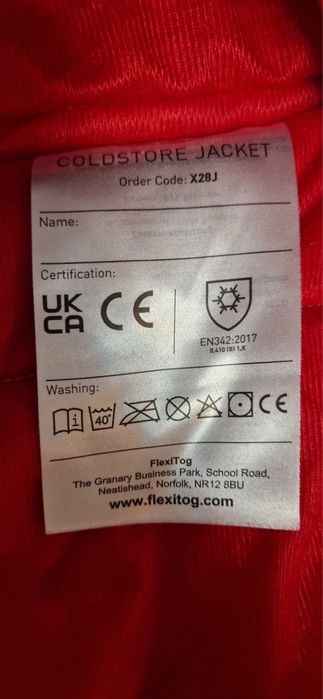 COLDSTORE JACKET
Order Code: X28J
Name:
Certification:
UK
CA CE
EN342:2017
0,410 (B) 1,X
Washing:
i 40° CE
FlexiTog
The Granary Business Park, School Road,
Neatishead, Norfolk, NR12 8BU
www.flexitog.com